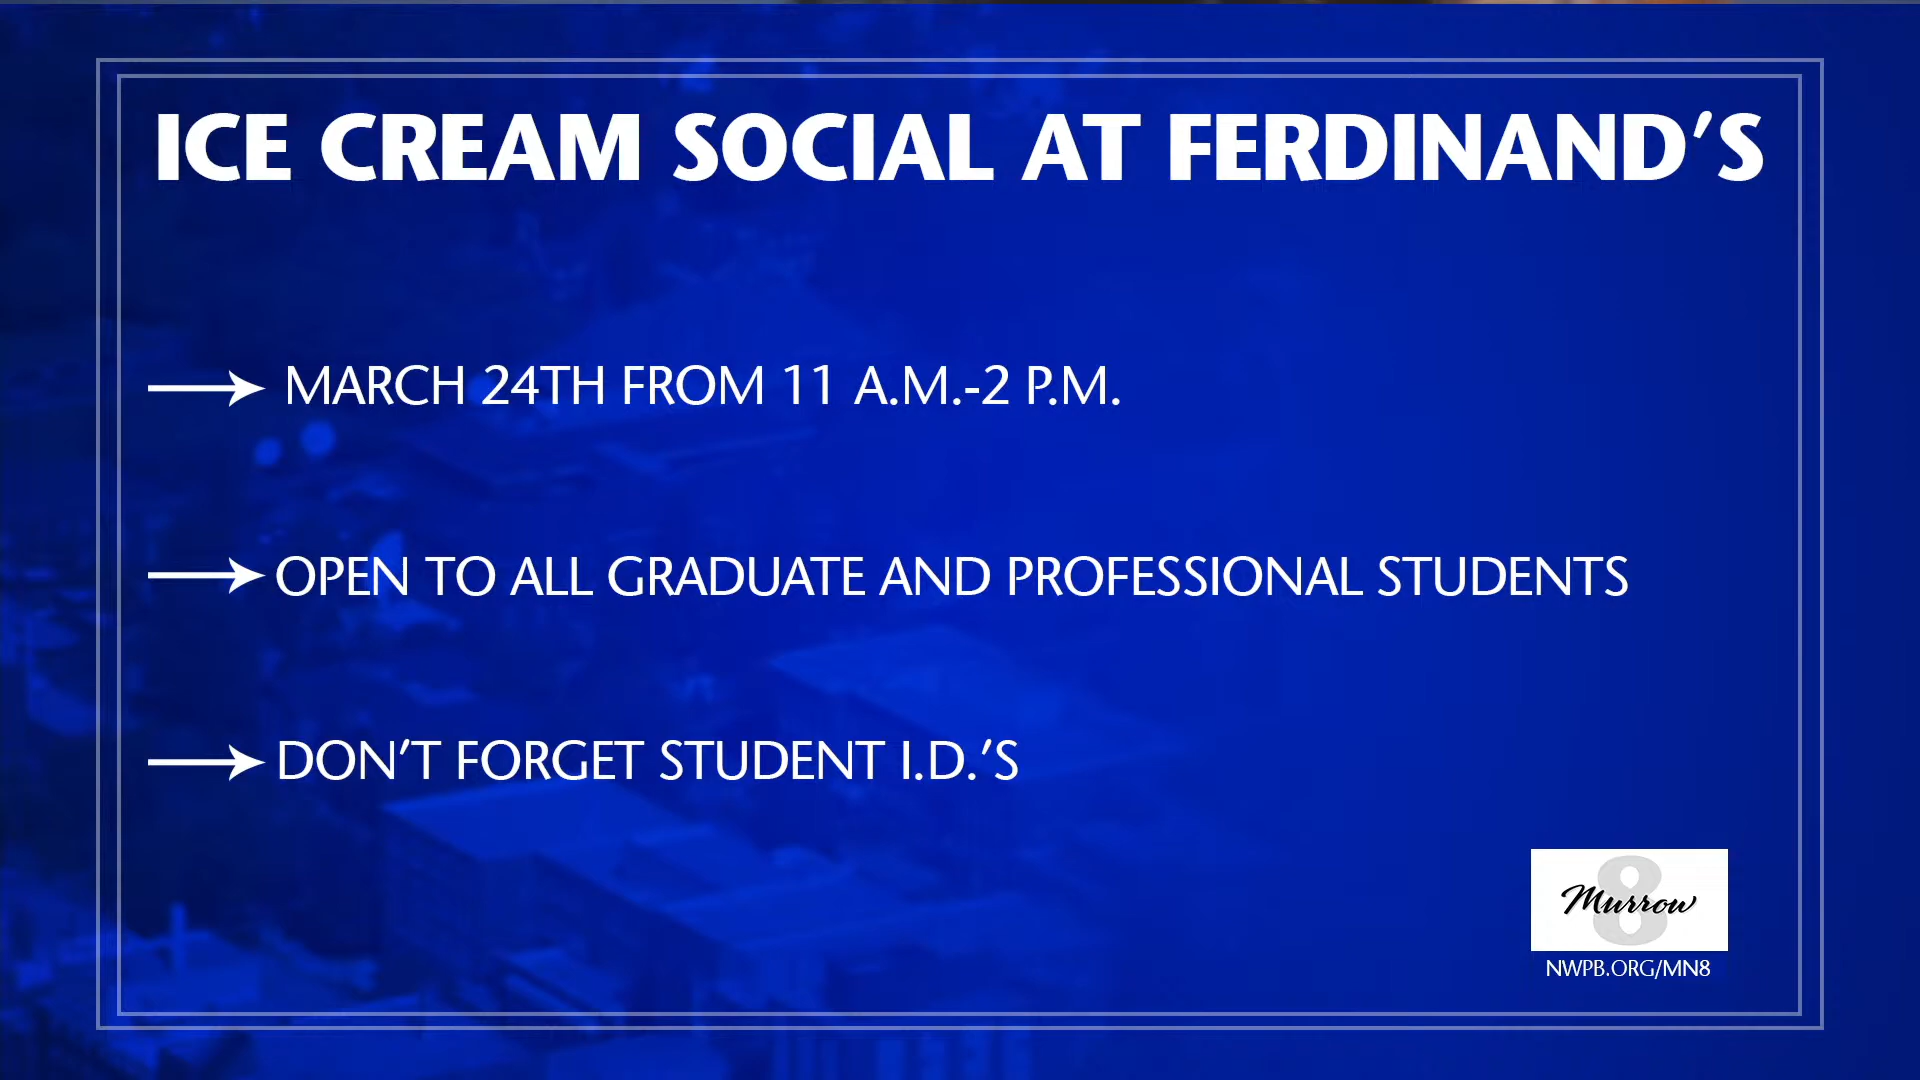 ICE CREAM SOCIAL AT FERDINAND'S
MARCH 24TH FROM 11 A.M.-2 P.M.
OPEN TO ALL GRADUATE AND PROFESSIONAL STUDENTS
DON'T FORGET STUDENT I.D.'S
8
Murrow
NWPB.ORG/MN8